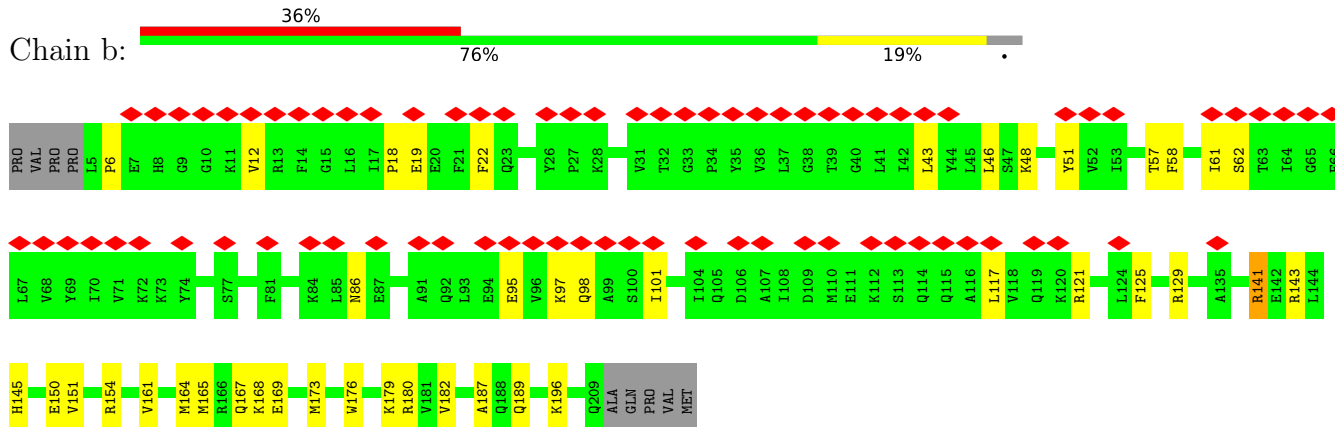 36%
Chain b:
76% 19% •
PRO VAL PRO PRO L5 P6 E7 H8 G9 G10 K11 V12 R13 F14 G15 L16 I17 P18 E19 E20 F21 F22 Q23 Y26 P27 K28 V31 T32 G33 P34 Y35 V36 L37 G38 T39 G40 L41 I42 L43 Y44 L45 L46 S47 K48 Y51 V52 I53 T57 F58 I61 S62 T63 I64 G65 E66
L67 V68 Y69 I70 V71 K72 K73 Y74 S77 F81 K84 L85 N86 E87 A91 Q92 L93 E94 E95 V96 K97 Q98 A99 S100 I101 I104 Q105 D106 A107 I108 D109 M110 E111 K112 S113 Q114 Q115 A116 L117 V118 Q119 K120 R121 L124 F125 R129 A135 R141 E142 R143 L144
H145 E150 V151 R154 V161 M164 M165 R166 Q167 K168 E169 M173 W176 K179 R180 V181 V182 A187 Q188 Q189 K196 Q209 ALA GLN PRO VAL MET